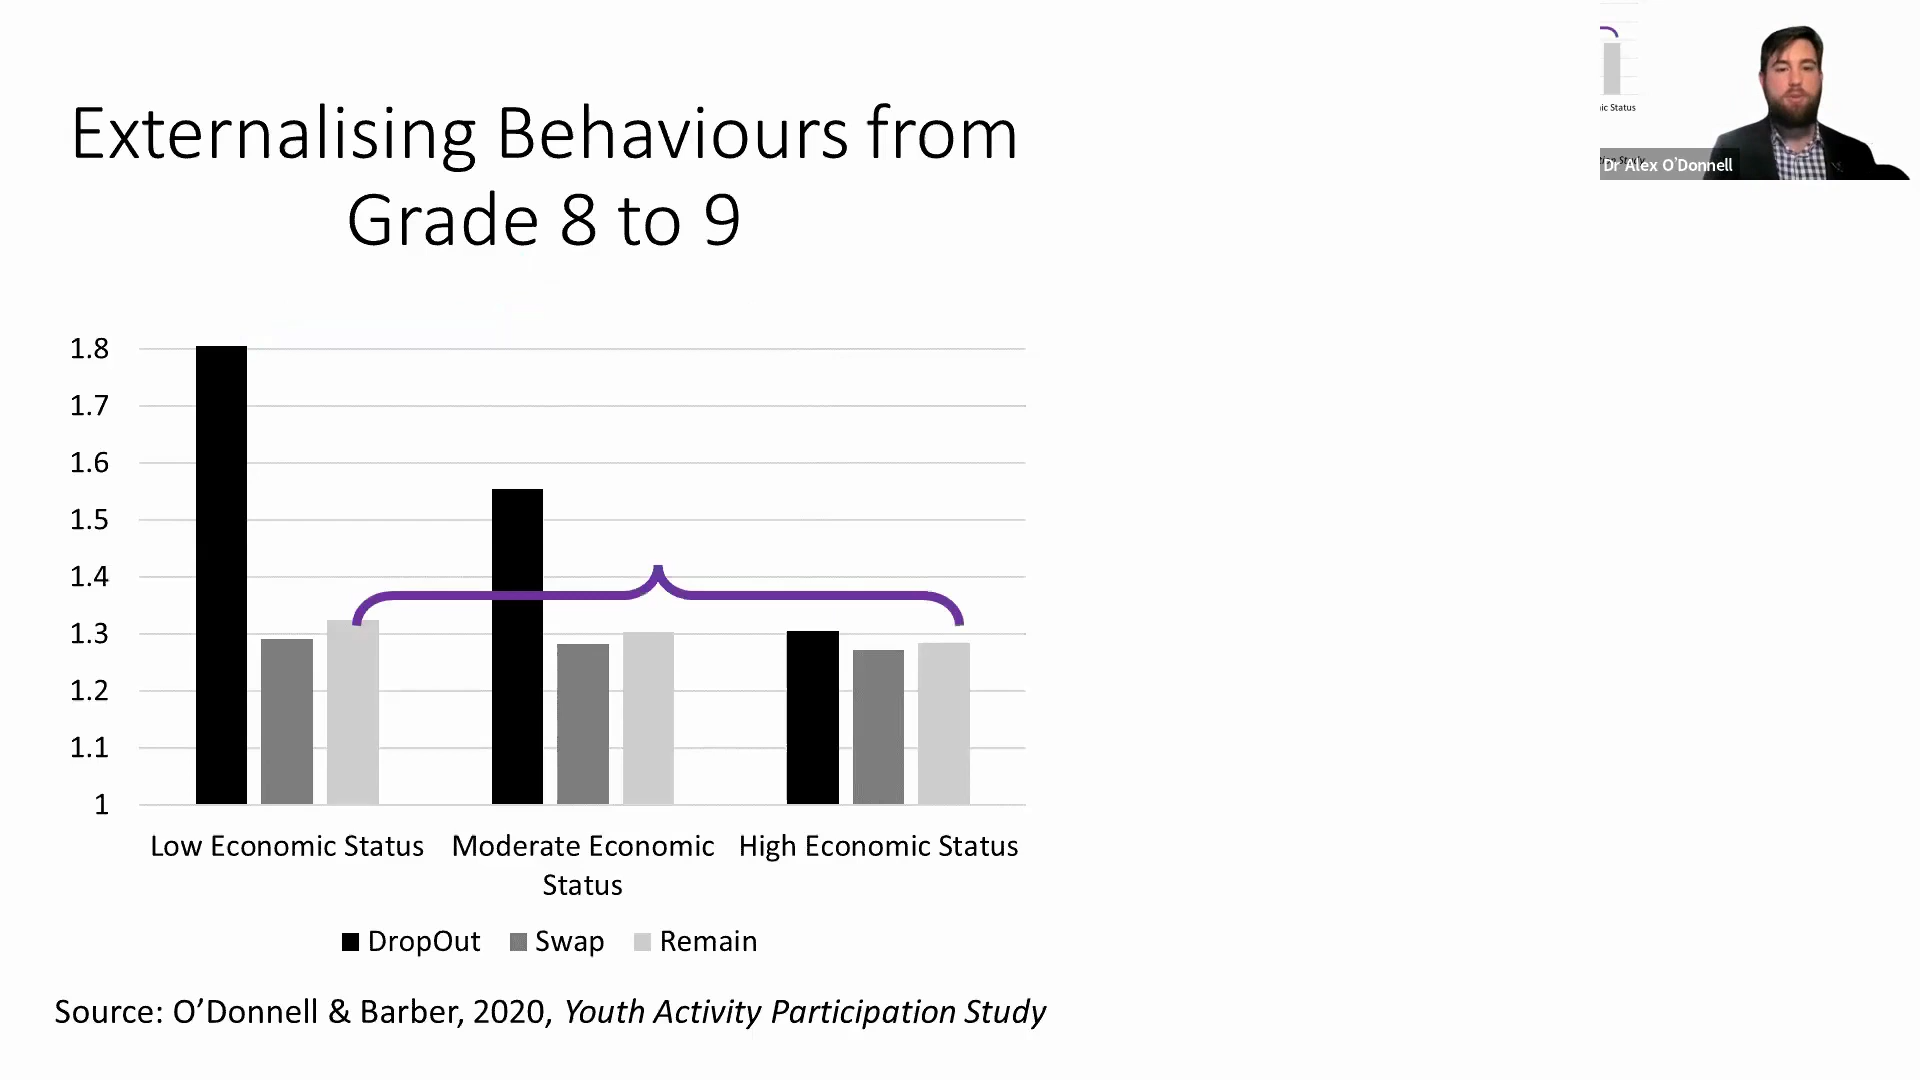 Externalising Behaviours from
Grade 8 to 9
1.8
1.7
1.6
1.5
1.4
1.3
1.2
1.1
1
Low Economic Status
Moderate Economic
Status
High Economic Status
DropOut
Swap
Remain
Source: O’Donnell & Barber, 2020, Youth Activity Participation Study
ic Status
Dr Alex O'Donnell